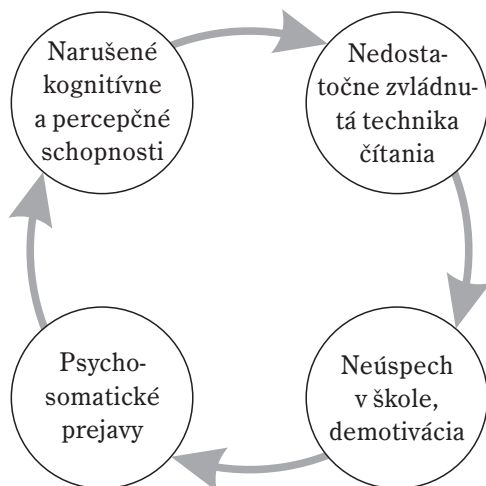 Narušené
kognitívne
a percepčné
schopnosti
Nedosta-
točne zvládnu-
tá technika
čítania
Psycho-
somatické
prejavy
Neúspech
v škole,
demotivácia